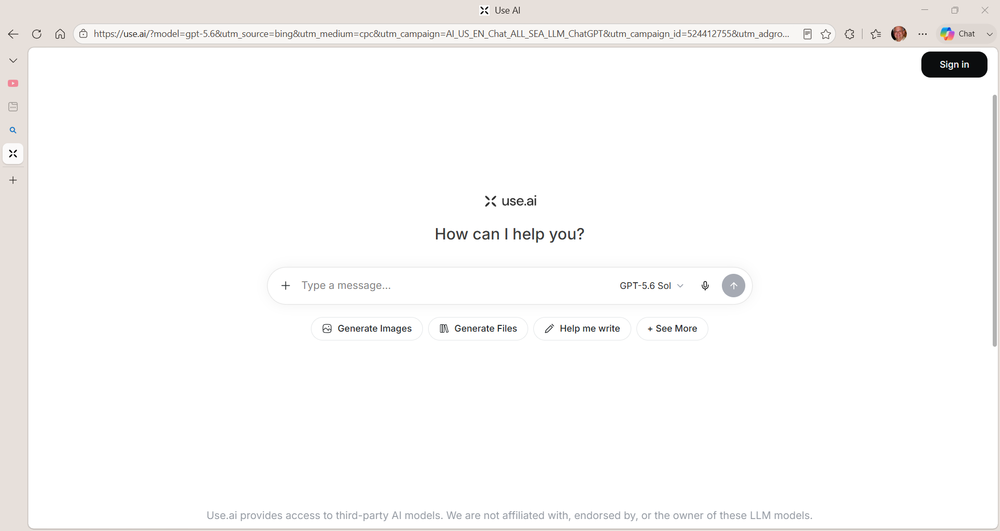 Use AI
https://use.ai/?model=gpt-5.6&utm_source=bing&utm_medium=cpc&utm_campaign=AI_US_EN_Chat_ALL_SEA_LLM_ChatGPT&utm_campaign_id=524412755&utm_adgro...
Chat
Sign in
use.ai
How can I help you?
Type a message...
GPT-5.6 Sol
Generate Images
Generate Files
Help me write
+ See More
Use.ai provides access to third-party AI models. We are not affiliated with, endorsed by, or the owner of these LLM models.